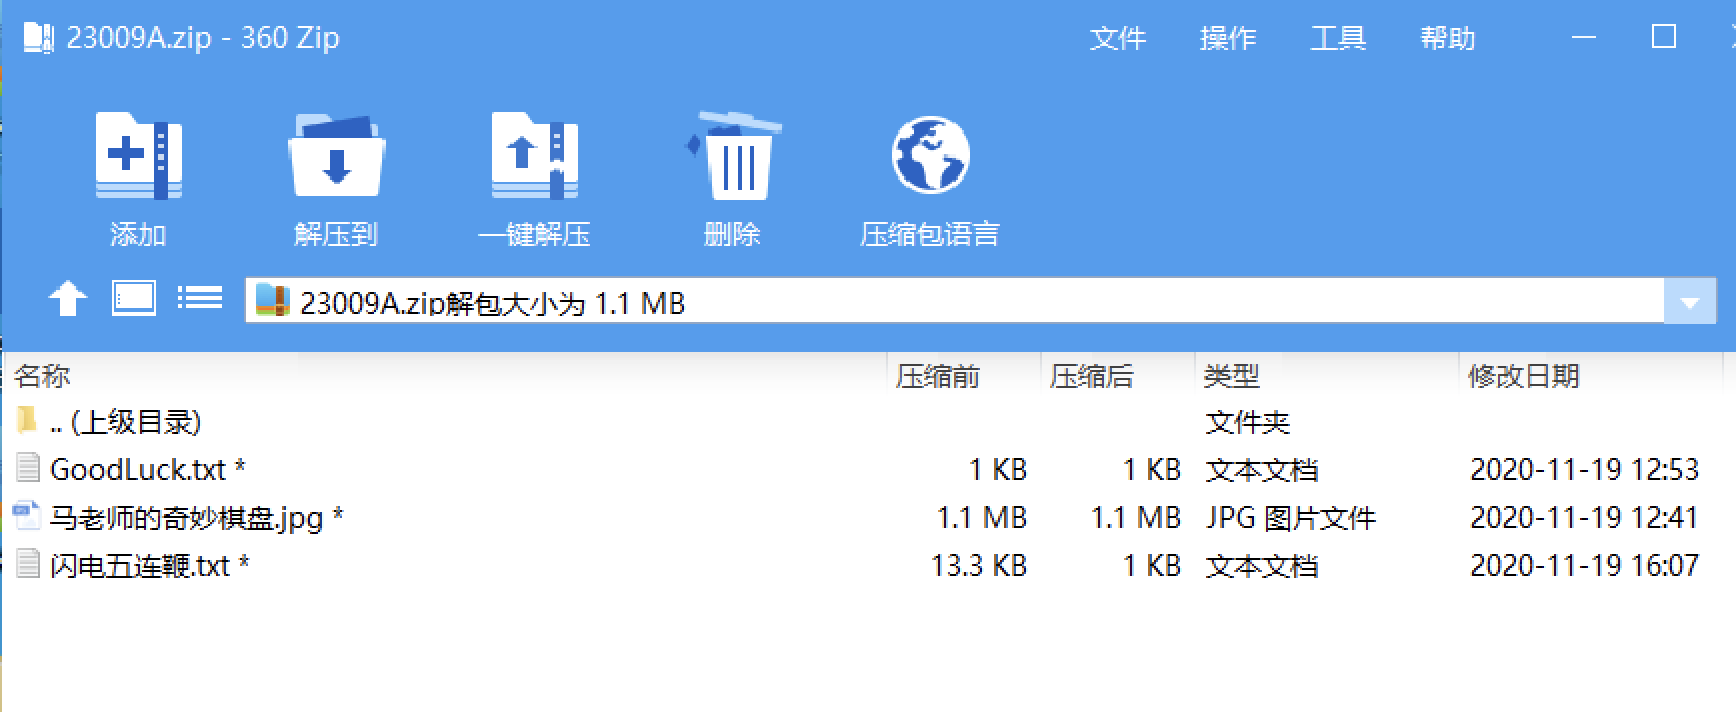 23009A.zip - 360 Zip 文件 操作 工具 帮助
添加 解压到 一键解压 删除 压缩包语言
23009A.zip解包大小为 1.1 MB
名称 压缩前 压缩后 类型 修改日期
.. (上级目录) 文件夹
GoodLuck.txt * 1 KB 1 KB 文本文档 2020-11-19 12:53
马老师的奇妙棋盘.jpg * 1.1 MB 1.1 MB JPG 图片文件 2020-11-19 12:41
闪电五连鞭.txt * 13.3 KB 1 KB 文本文档 2020-11-19 16:07